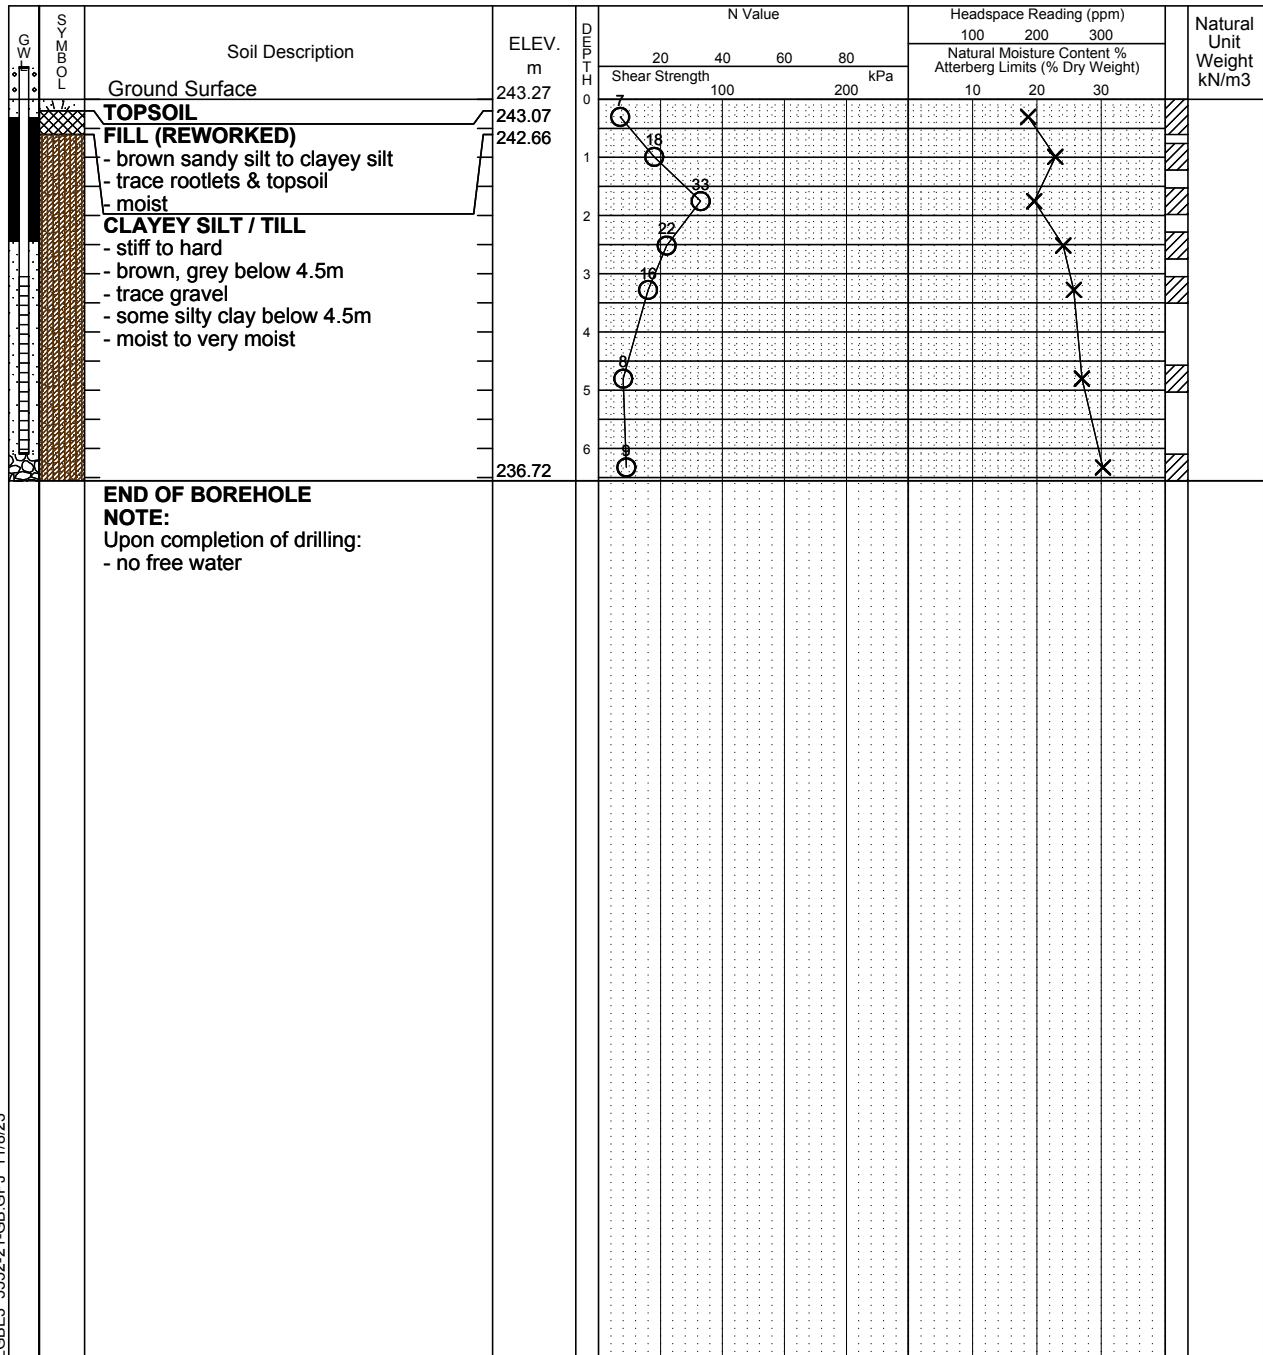 GWL
SYMBOL
Soil Description
ELEV.
m
DEPTH
N Value
20 40 60 80
Shear Strength kPa
100 200
Headspace Reading (ppm)
100 200 300
Natural Moisture Content %
Atterberg Limits (% Dry Weight)
10 20 30
Natural
Unit
Weight
kN/m3
Ground Surface
243.27
0
TOPSOIL
243.07
7
FILL (REWORKED)
242.66
- brown sandy silt to clayey silt
18
1
- trace rootlets & topsoil
- moist
33
2
CLAYEY SILT / TILL
22
- stiff to hard
- brown, grey below 4.5m
16
3
- trace gravel
- some silty clay below 4.5m
4
- moist to very moist
8
5
6
9
236.72
END OF BOREHOLE
NOTE:
Upon completion of drilling:
- no free water